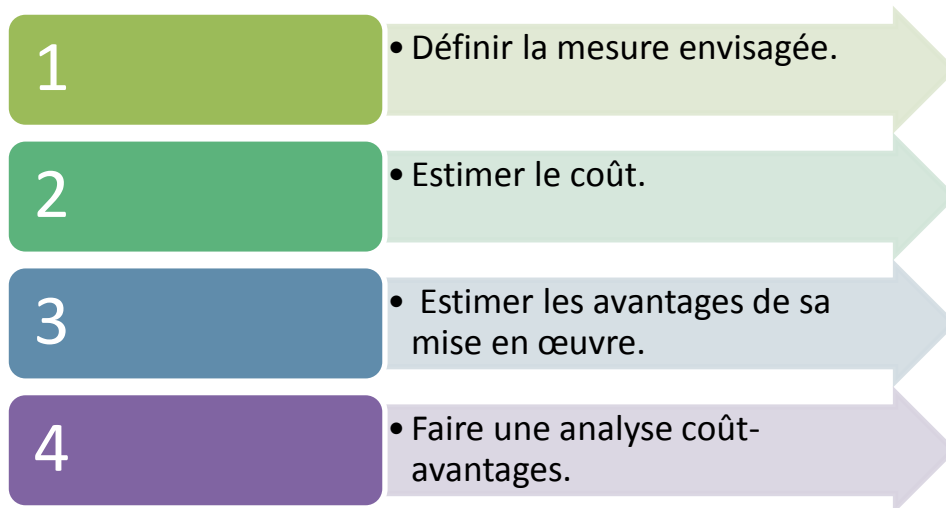 1
• Définir la mesure envisagée.
2
• Estimer le coût.
3
• Estimer les avantages de sa
mise en œuvre.
4
• Faire une analyse coût-
avantages.